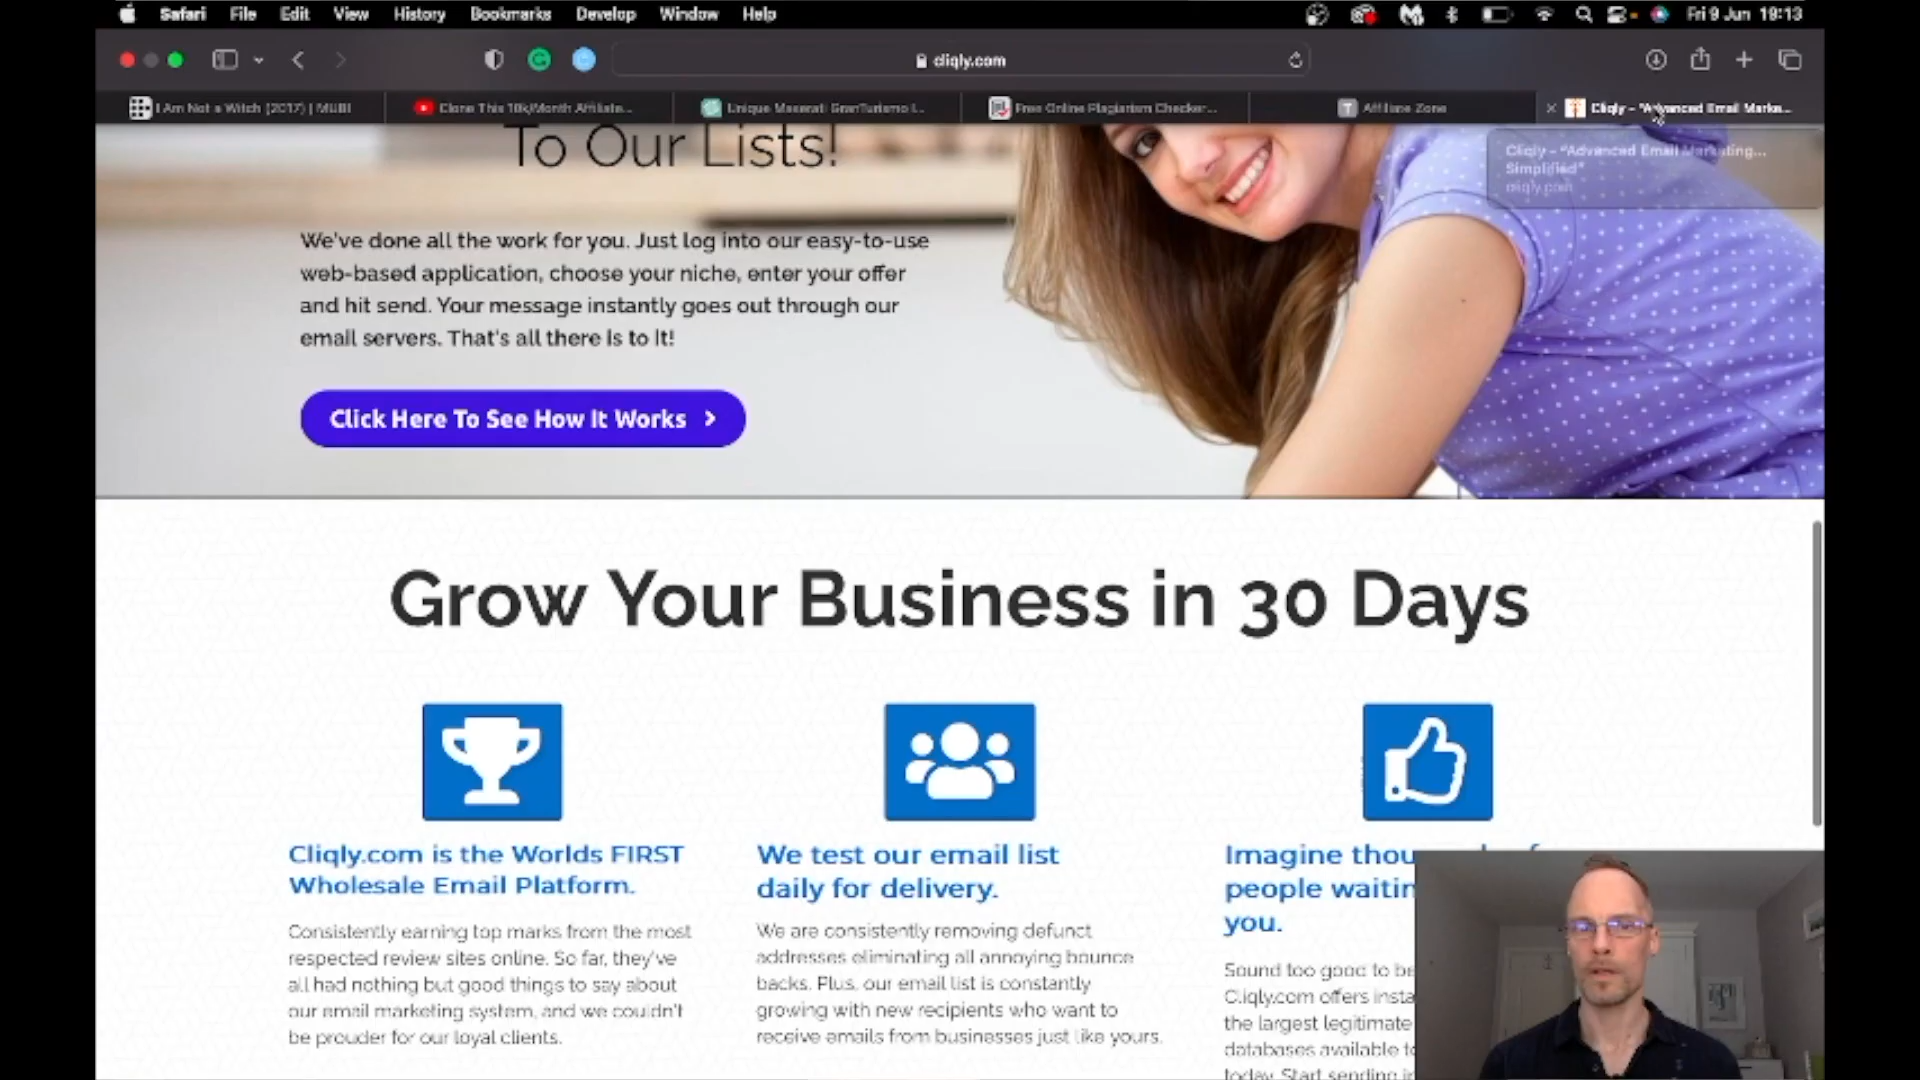 Safari File Edit View History Bookmarks Develop Window Help Fri 9 Jun 19:13
cliqly.com
I Am Not a Witch (2017) | MUBI Clone This 10k/Month Affiliate... Unique Maserati GranTurismo I... Free Online Plagiarism Checker... Affiliate Zone Cliqly - "Advanced Email Marke...
Cliqly - "Advanced Email Marketing...
Simplified"
cliqly.com
To Our Lists!
We've done all the work for you. Just log into our easy-to-use
web-based application, choose your niche, enter your offer
and hit send. Your message instantly goes out through our
email servers. That's all there is to it!
Click Here To See How It Works
Grow Your Business in 30 Days
Cliqly.com is the Worlds FIRST
Wholesale Email Platform.
Consistently earning top marks from the most
respected review sites online. So far, they've
all had nothing but good things to say about
our email marketing system, and we couldn't
be prouder for our loyal clients.
We test our email list
daily for delivery.
We are consistently removing defunct
addresses eliminating all annoying bounce
backs. Plus, our email list is constantly
growing with new recipients who want to
receive emails from businesses just like yours.
Imagine
people
you.
Sound too good to be
Cliqly.com offers
the largest legitimate
databases available
today. Start sending